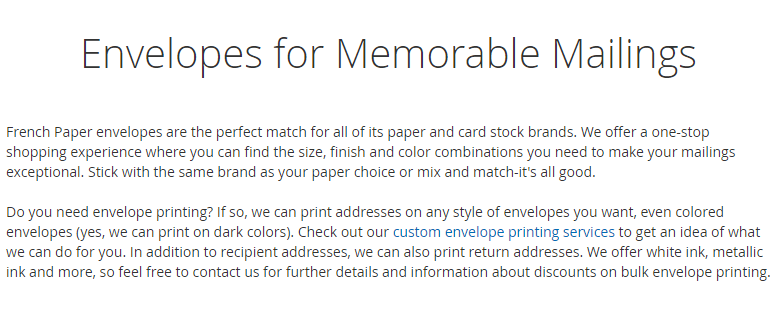 Envelopes for Memorable Mailings
French Paper envelopes are the perfect match for all of its paper and card stock brands. We offer a one-stop
shopping experience where you can find the size, finish and color combinations you need to make your mailings
exceptional. Stick with the same brand as your paper choice or mix and match-it's all good.
Do you need envelope printing? If so, we can print addresses on any style of envelopes you want, even colored
envelopes (yes, we can print on dark colors). Check out our custom envelope printing services to get an idea of what
we can do for you. In addition to recipient addresses, we can also print return addresses. We offer white ink, metallic
ink and more, so feel free to contact us for further details and information about discounts on bulk envelope printing.